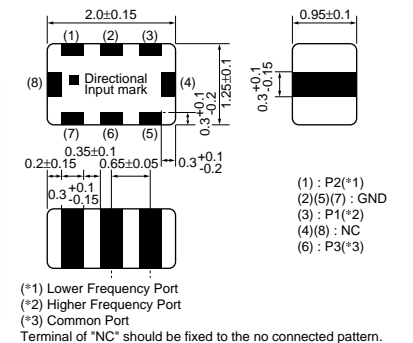 2.0±0.15
0.95±0.1
(1) (2) (3)
(8) Directional (4)
Input mark
(7) (6) (5)
1.25±0.1
0.3 +0.1 -0.2
0.3 +0.1 -0.15
0.35±0.1
0.2±0.15 0.65±0.05
0.3 +0.1 -0.2
0.3 +0.1 -0.15
(1) : P2(*1)
(2)(5)(7) : GND
(3) : P1(*2)
(4)(8) : NC
(6) : P3(*3)
(*1) Lower Frequency Port
(*2) Higher Frequency Port
(*3) Common Port
Terminal of "NC" should be fixed to the no connected pattern.